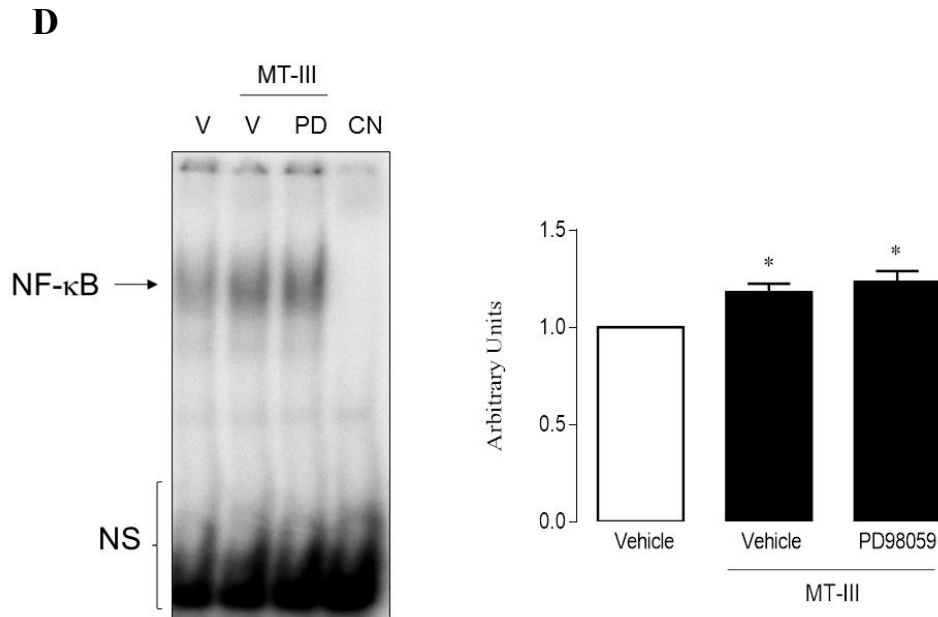 D
MT-III
V V PD CN
NF-κB
NS
1.5
1.0
0.5
0.0
Arbitrary Units
* *
Vehicle Vehicle PD98059
MT-III